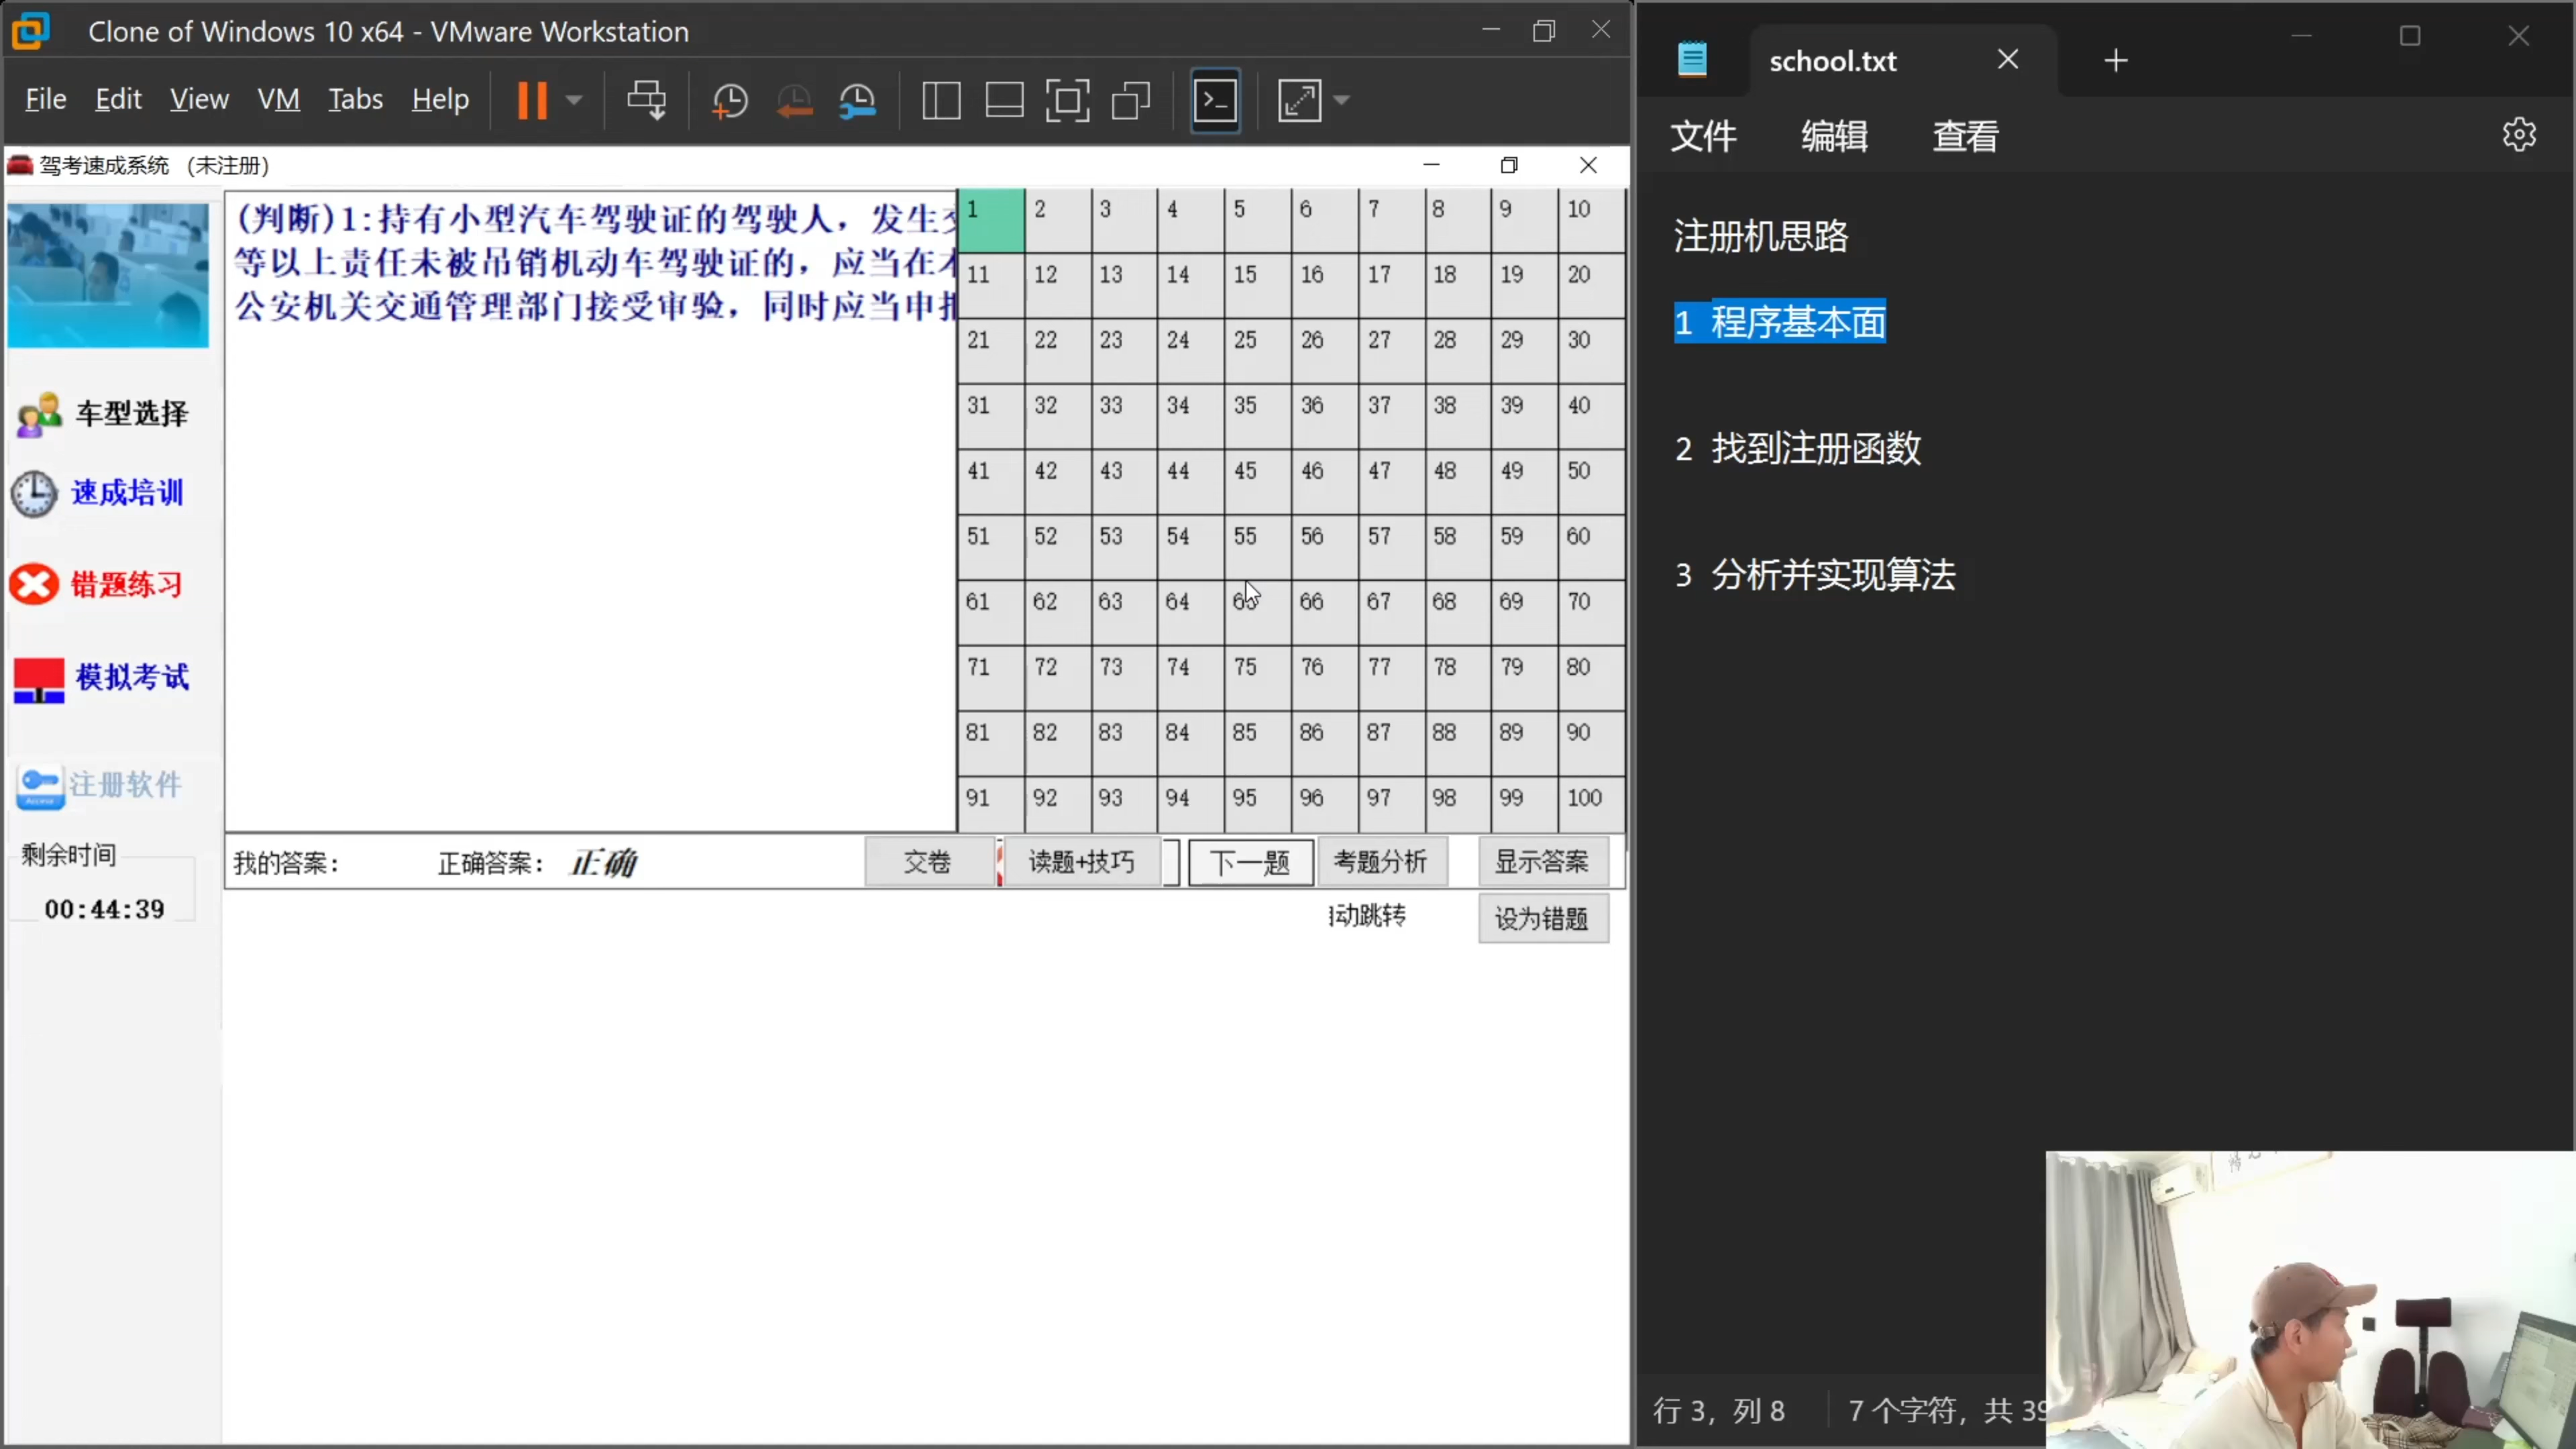 Clone of Windows 10 x64 - VMware Workstation
File Edit View VM Tabs Help
驾考速成系统 (未注册)
(判断)1:持有小型汽车驾驶证的驾驶人，发生
等以上责任未被吊销机动车驾驶证的，应当在本
公安机关交通管理部门接受审验，同时应当申报
车型选择
速成培训
错题练习
模拟考试
注册软件
剩余时间
00:44:39
1 2 3 4 5 6 7 8 9 10
11 12 13 14 15 16 17 18 19 20
21 22 23 24 25 26 27 28 29 30
31 32 33 34 35 36 37 38 39 40
41 42 43 44 45 46 47 48 49 50
51 52 53 54 55 56 57 58 59 60
61 62 63 64 65 66 67 68 69 70
71 72 73 74 75 76 77 78 79 80
81 82 83 84 85 86 87 88 89 90
91 92 93 94 95 96 97 98 99 100
我的答案： 正确答案： 正确 交卷 读题+技巧 下一题 考题分析 显示答案
动跳转 设为错题
school.txt
文件 编辑 查看
注册机思路
1 程序基本面
2 找到注册函数
3 分析并实现算法
行 3，列 8 7 个字符，共 39